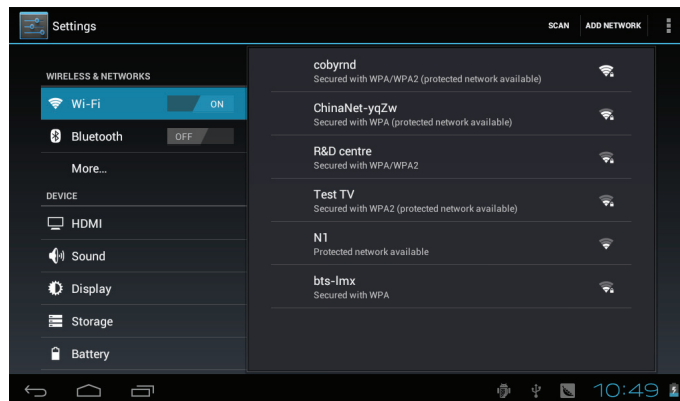 Settings
SCAN
ADD NETWORK
WIRELESS & NETWORKS
Wi-Fi
ON
Bluetooth
OFF
More...
DEVICE
HDMI
Sound
Display
Storage
Battery
cobyrnd
Secured with WPA/WPA2 (protected network available)
ChinaNet-yqZw
Secured with WPA (protected network available)
R&D centre
Secured with WPA/WPA2
Test TV
Secured with WPA2 (protected network available)
N1
Protected network available
bts-lmx
Secured with WPA
10:49